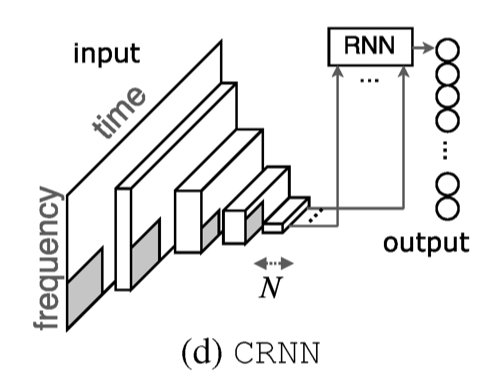 input
RNN
...
time
frequency
...
...
output
N
(d) CRNN